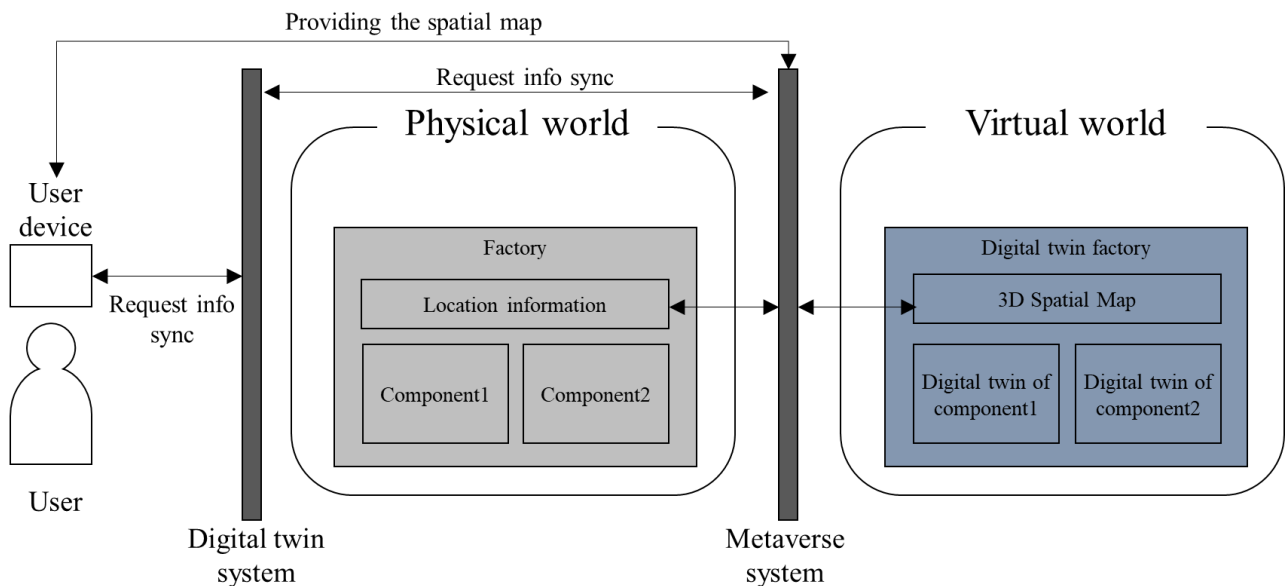 Providing the spatial map
Request info sync
Physical world
Virtual world
User
device
Request info
sync
Factory
Location information
Component1
Component2
Digital twin factory
3D Spatial Map
Digital twin of
component1
Digital twin of
component2
User
Digital twin
system
Metaverse
system